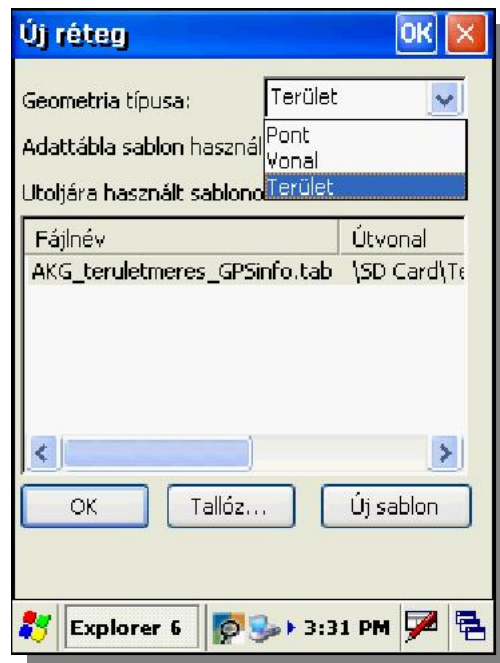 Új réteg OK
Geometria típusa: Terület
Adattábla sablon használ
Pont
Vonal
Terület
Utoljára használt sablono
Fájlnév Útvonal
AKG_teruletmeres_GPSinfo.tab \SD Card\Te
OK Tallóz... Új sablon
Explorer 6 3:31 PM